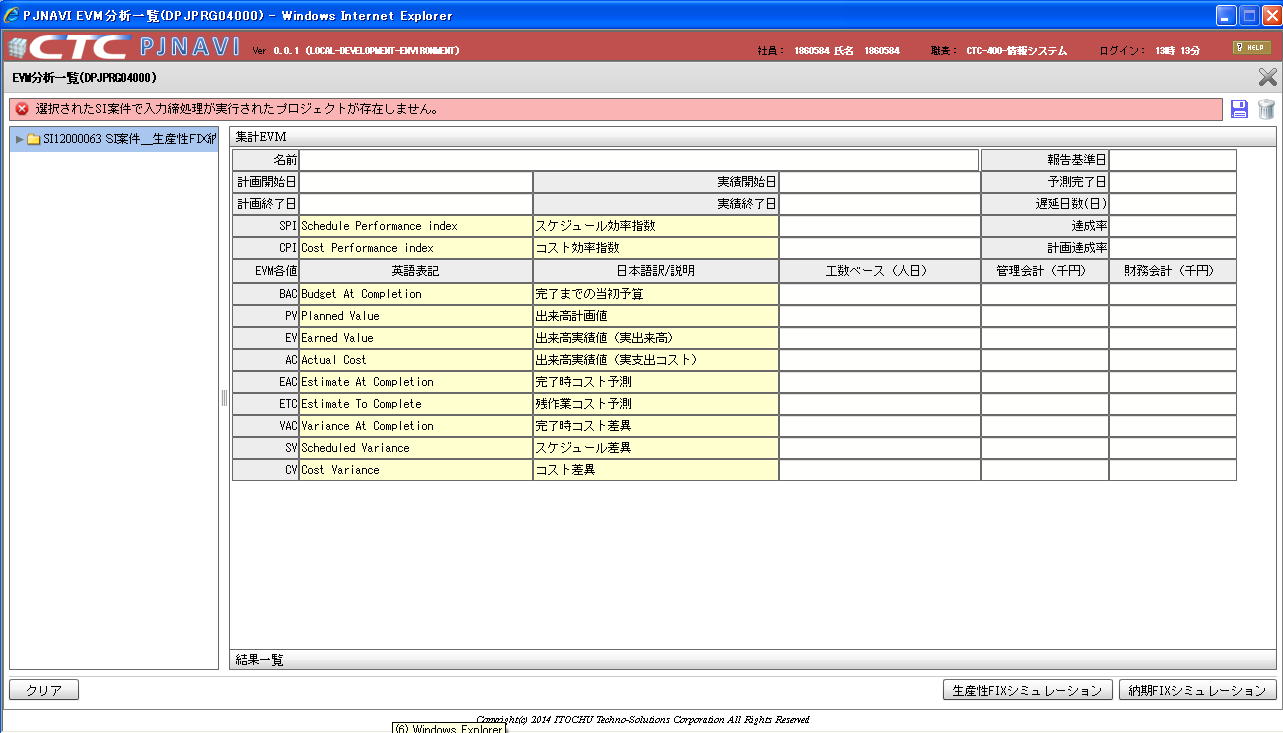 PJNAVI EVM分析一覧(DPJPRG04000) - Windows Internet Explorer
CTC PJNAVI Ver 0.0.1 (LOCAL-DEVELOPMENT-ENVIRONMENT) 社員： 1860584 氏名 1860584 職責： CTC-400-情報システム ログイン： 13時 13分 ? HELP
EVM分析一覧(DPJPRG04000)
選択されたSI案件で入力締処理が実行されたプロジェクトが存在しません。
SI12000063 SI案件__生産性FIX
集計EVM
名前 報告基準日
計画開始日 実績開始日 予測完了日
計画終了日 実績終了日 遅延日数(日)
SPI Schedule Performance index スケジュール効率指数 達成率
CPI Cost Performance index コスト効率指数 計画達成率
EVM各値 英語表記 日本語訳/説明 工数ベース（人日） 管理会計（千円） 財務会計（千円）
BAC Budget At Completion 完了までの当初予算
PV Planned Value 出来高計画値
EV Earned Value 出来高実績値（実出来高）
AC Actual Cost 出来高実績値（実支出コスト）
EAC Estimate At Completion 完了時コスト予測
ETC Estimate To Complete 残作業コスト予測
VAC Variance At Completion 完了時コスト差異
SV Scheduled Variance スケジュール差異
CV Cost Variance コスト差異
結果一覧
クリア 生産性FIXシミュレーション 納期FIXシミュレーション
Copyright(c) 2014 ITOCHU Techno-Solutions Corporation All Rights Reserved
(6) Windows Explorer